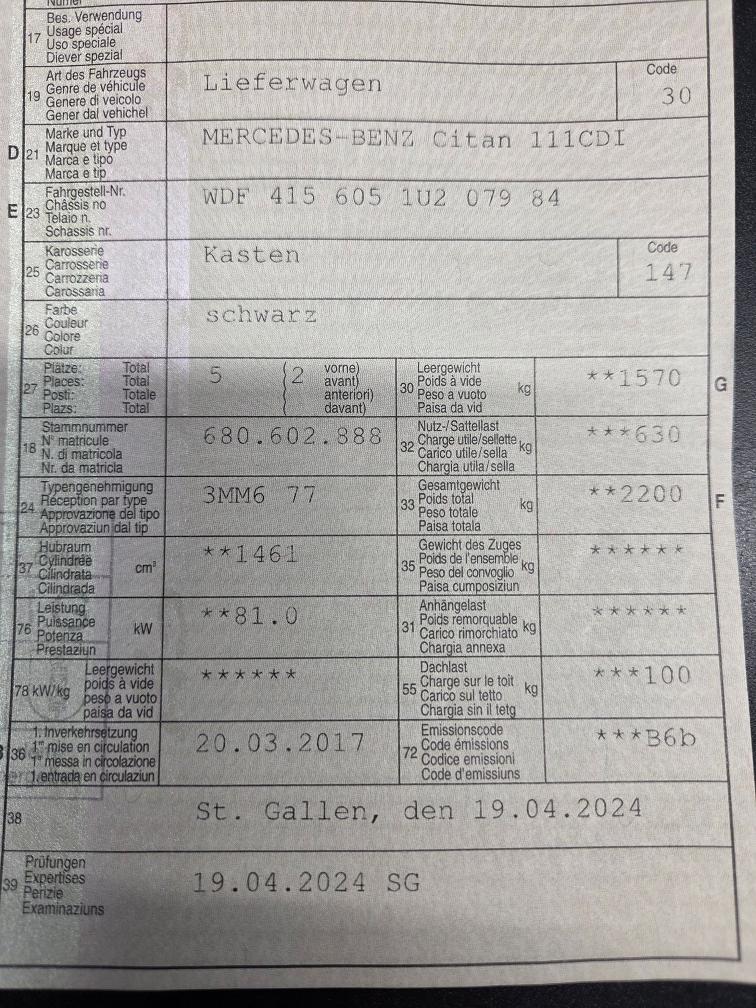 Numer
17 Bes. Verwendung
Usage spécial
Uso speciale
Diever spezial
19 Art des Fahrzeugs
Genre de véhicule
Genere di veicolo
Gener dal vehichel
Lieferwagen
Code
30
D 21 Marke und Typ
Marque et type
Marca e tipo
Marca e tip
MERCEDES-BENZ Citan 111CDI
E 23 Fahrgestell-Nr.
Châssis no
Telaio n.
Schassis nr.
WDF 415 605 1U2 079 84
25 Karosserie
Carrosserie
Carrozzeria
Carossaria
Kasten
Code
147
26 Farbe
Couleur
Colore
Colur
schwarz
27 Plätze: Total
Places: Total
Posti: Totale
Plazs: Total
5 (2 vorne)
avant)
anteriori)
davant)
30 Leergewicht
Poids à vide
Peso a vuoto
Paisa da vid
kg
**1570
G
18 Stammnummer
N° matricule
N. di matricola
Nr. da matricla
680.602.888
32 Nutz-/Sattellast
Charge utile/sellette
Carico utile/sella
Chargia utila/sella
kg
***630
24 Typengenehmigung
Réception par type
Approvazione del tipo
Approvaziun dal tip
3MM6 77
33 Gesamtgewicht
Poids total
Peso totale
Paisa totala
kg
**2200
F
37 Hubraum
Cylindrée
Cilindrata
Cilindrada
cm³
**1461
35 Gewicht des Zuges
Poids de l'ensemble
Peso del convoglio
Paisa cumposiziun
kg
******
76 Leistung
Puissance
Potenza
Prestaziun
kW
**81.0
31 Anhängelast
Poids remorquable
Carico rimorchiato
Chargia annexa
kg
******
78 kW/kg Leergewicht
poids à vide
peso a vuoto
paisa da vid
******
55 Dachlast
Charge sur le toit
Carico sul tetto
Chargia sin il tetg
kg
***100
B 36 1. Inverkehrsetzung
1re mise en circulation
1a messa in circolazione
1. entrada en circulaziun
20.03.2017
72 Emissionscode
Code émissions
Codice emissioni
Code d'emissiuns
***B6b
38 St. Gallen, den 19.04.2024
39 Prüfungen
Expertises
Perizie
Examinaziuns
19.04.2024 SG